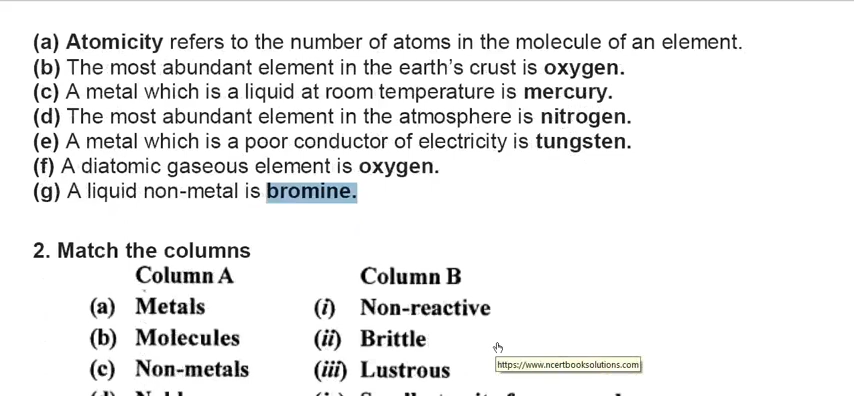 (a) Atomicity refers to the number of atoms in the molecule of an element.
(b) The most abundant element in the earth's crust is oxygen.
(c) A metal which is a liquid at room temperature is mercury.
(d) The most abundant element in the atmosphere is nitrogen.
(e) A metal which is a poor conductor of electricity is tungsten.
(f) A diatomic gaseous element is oxygen.
(g) A liquid non-metal is bromine.
2. Match the columns
Column A Column B
(a) Metals (i) Non-reactive
(b) Molecules (ii) Brittle
(c) Non-metals (iii) Lustrous
https://www.ncertbooksolutions.com